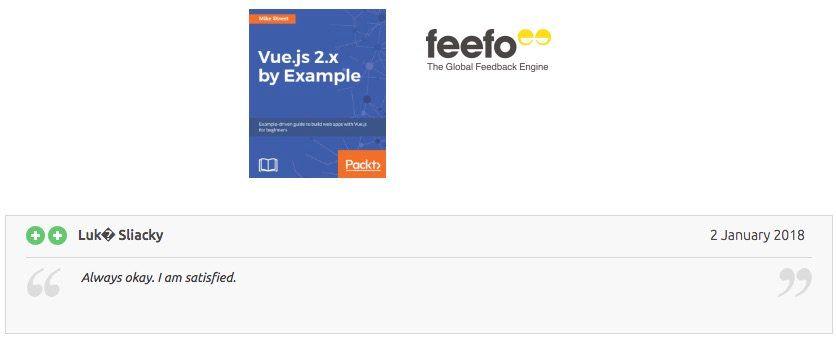 Mike Street
Vue.js 2.x
by Example
Example-driven guide to build web apps with Vue.js
for beginners
Packt>
feefo
The Global Feedback Engine
Luk� Sliacky
2 January 2018
Always okay. I am satisfied.